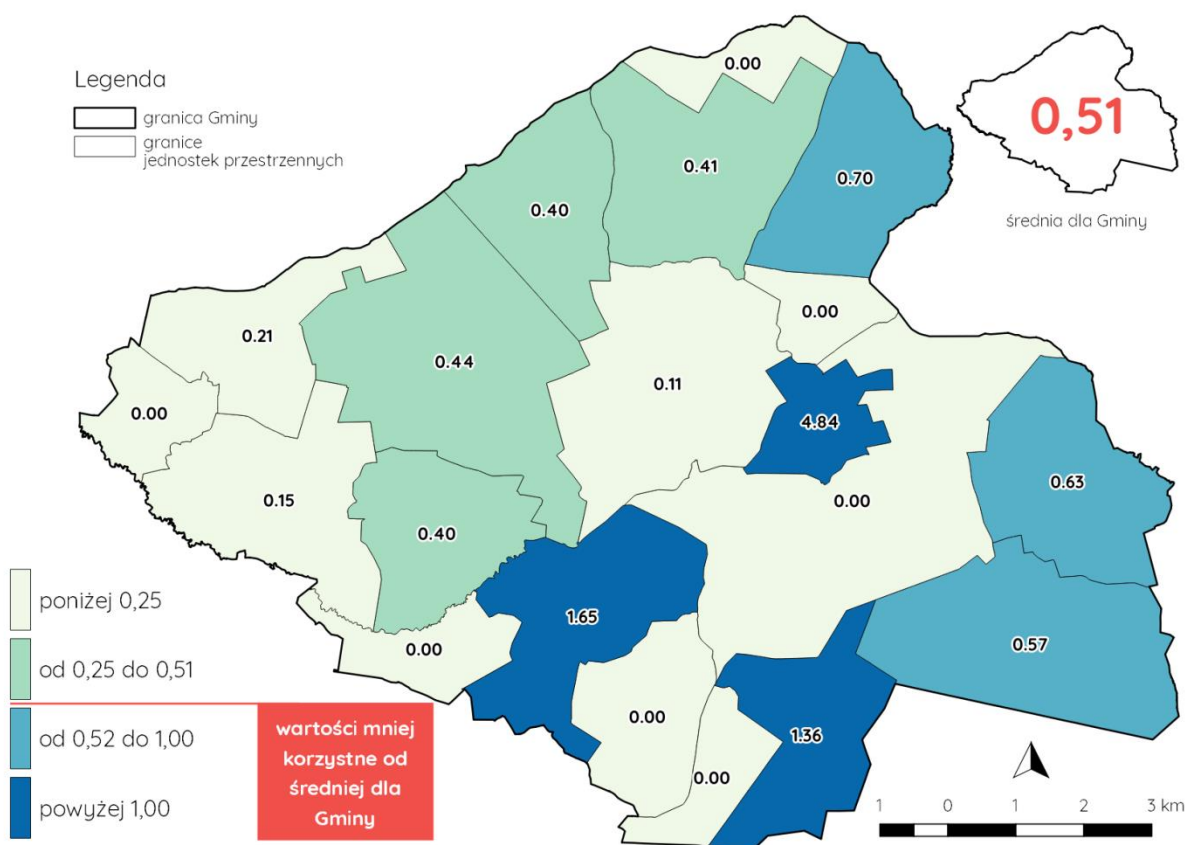 Legenda
granica Gminy
granice
jednostek przestrzennych
0,51
średnia dla Gminy
0.00
0.41
0.70
0.40
0.00
0.21
0.44
0.11
0.00
4.84
0.63
0.15
0.40
0.00
1.65
0.00
0.57
0.00
1.36
0.00
poniżej 0,25
od 0,25 do 0,51
od 0,52 do 1,00
powyżej 1,00
wartości mniej
korzystne od
średniej dla
Gminy
1 0 1 2 3 km